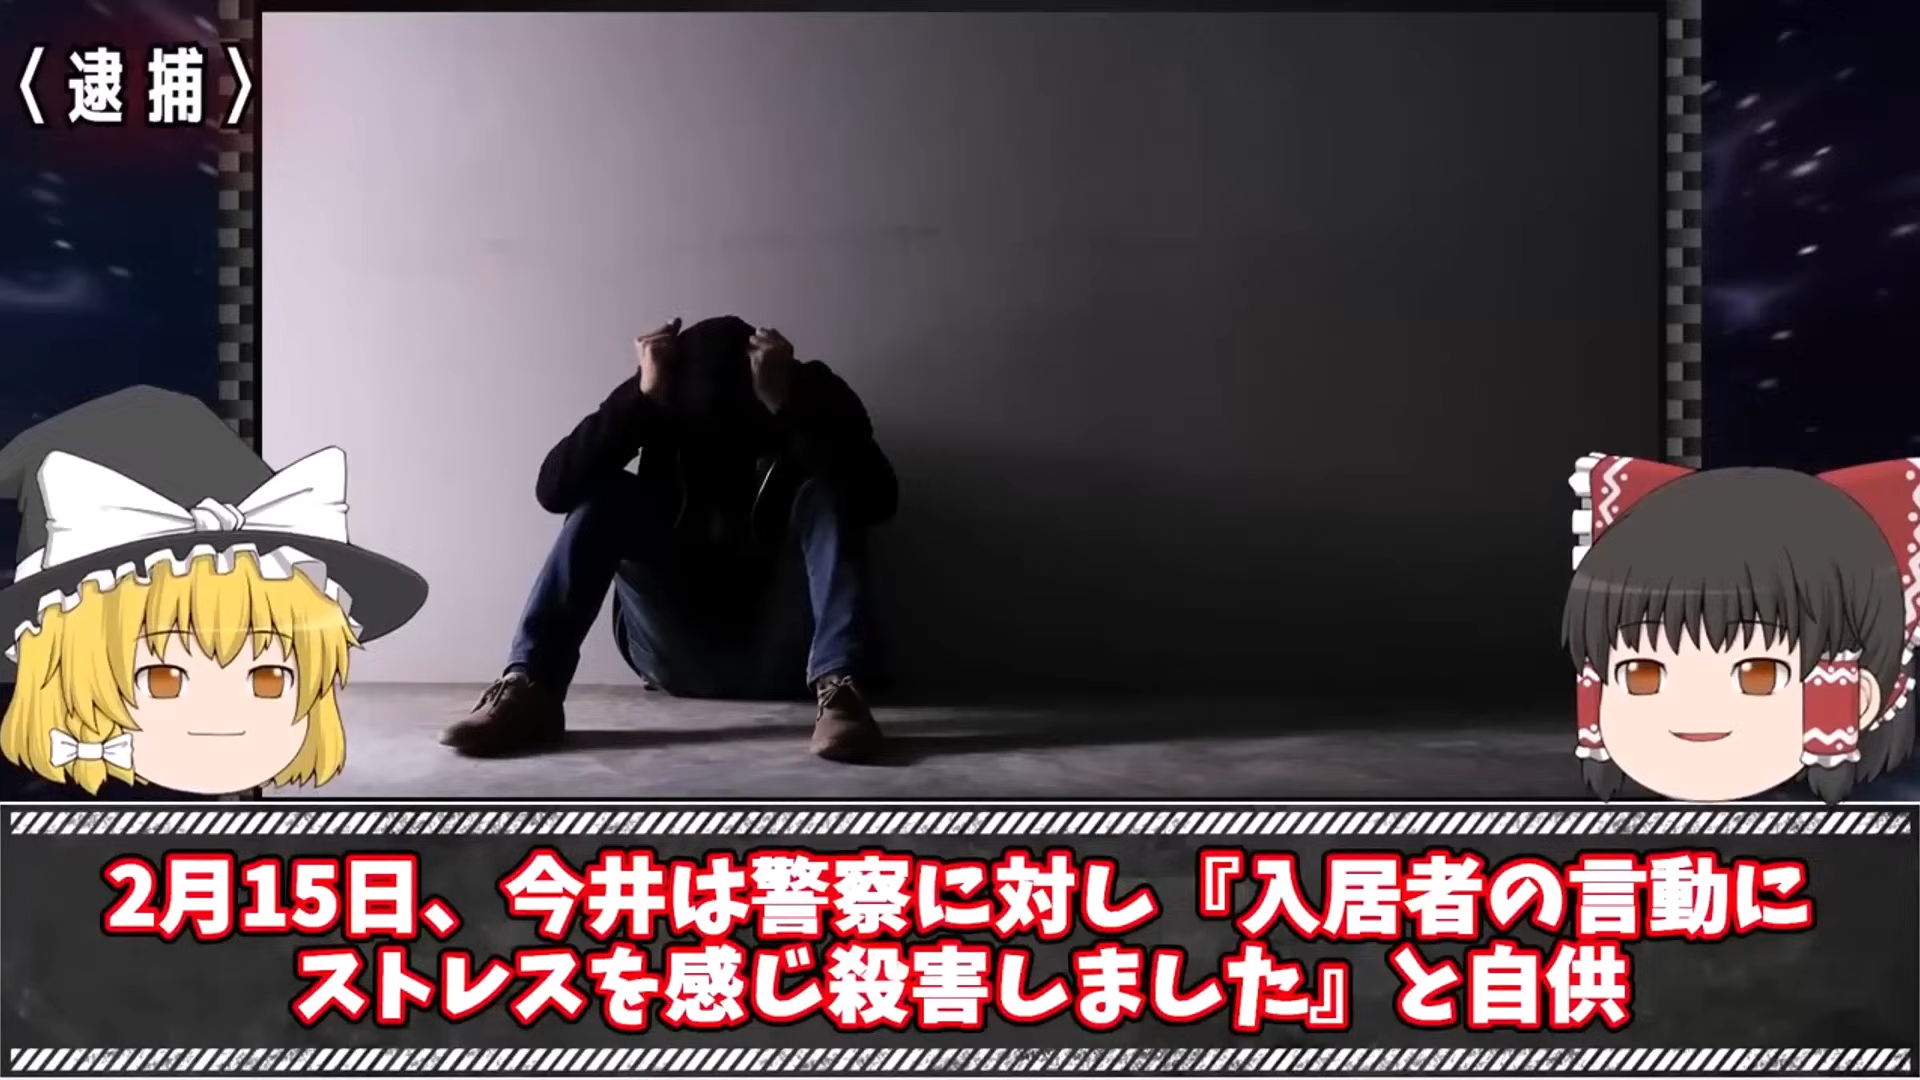 〈逮捕〉
2月15日、今井は警察に対し『入居者の言動に
ストレスを感じ殺害しました』と自供